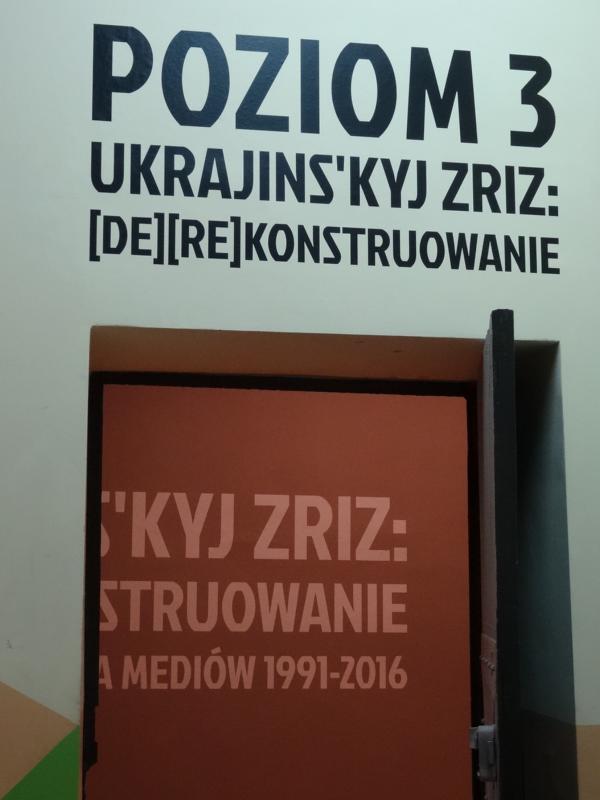 POZIOM 3
UKRAJINS'KYJ ZRIZ:
[DE][RE]KONSTRUOWANIE
S'KYJ ZRIZ:
STRUOWANIE
A MEDIÓW 1991-2016